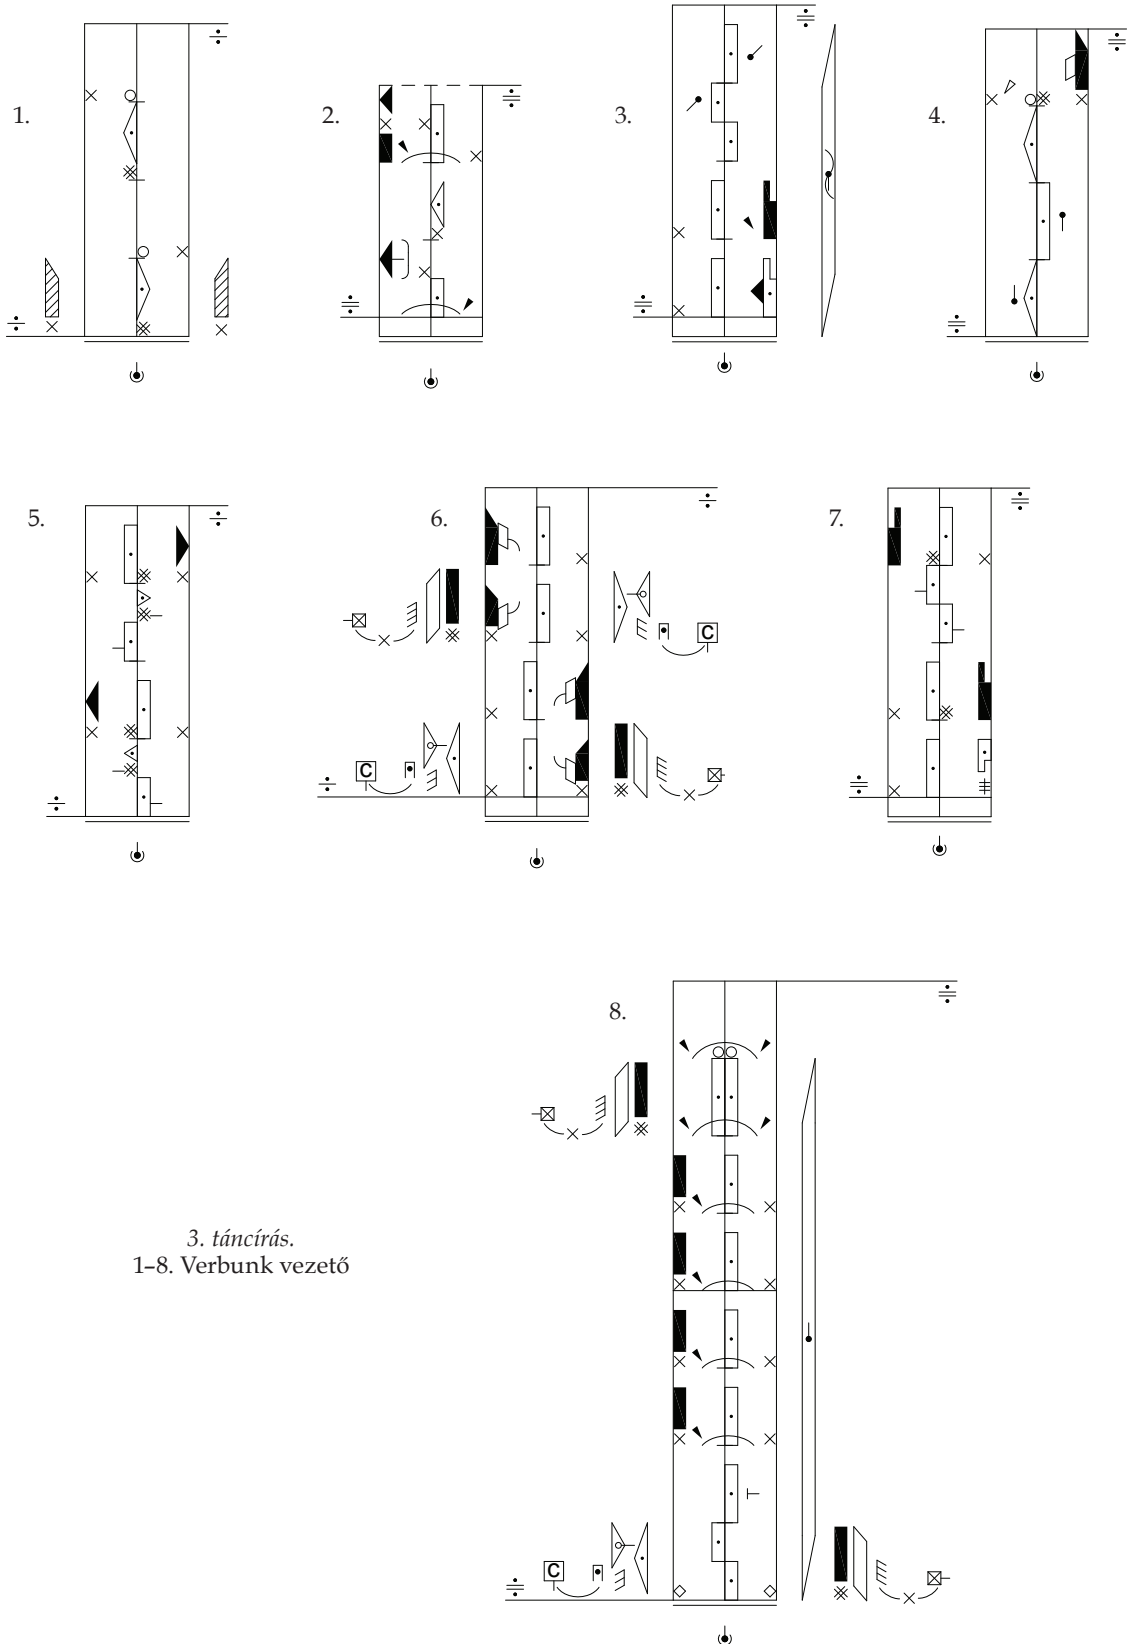 1.
2.
3.
4.
5.
6.
7.
C
C
8.
3. táncírás.
1–8. Verbunk vezető
C